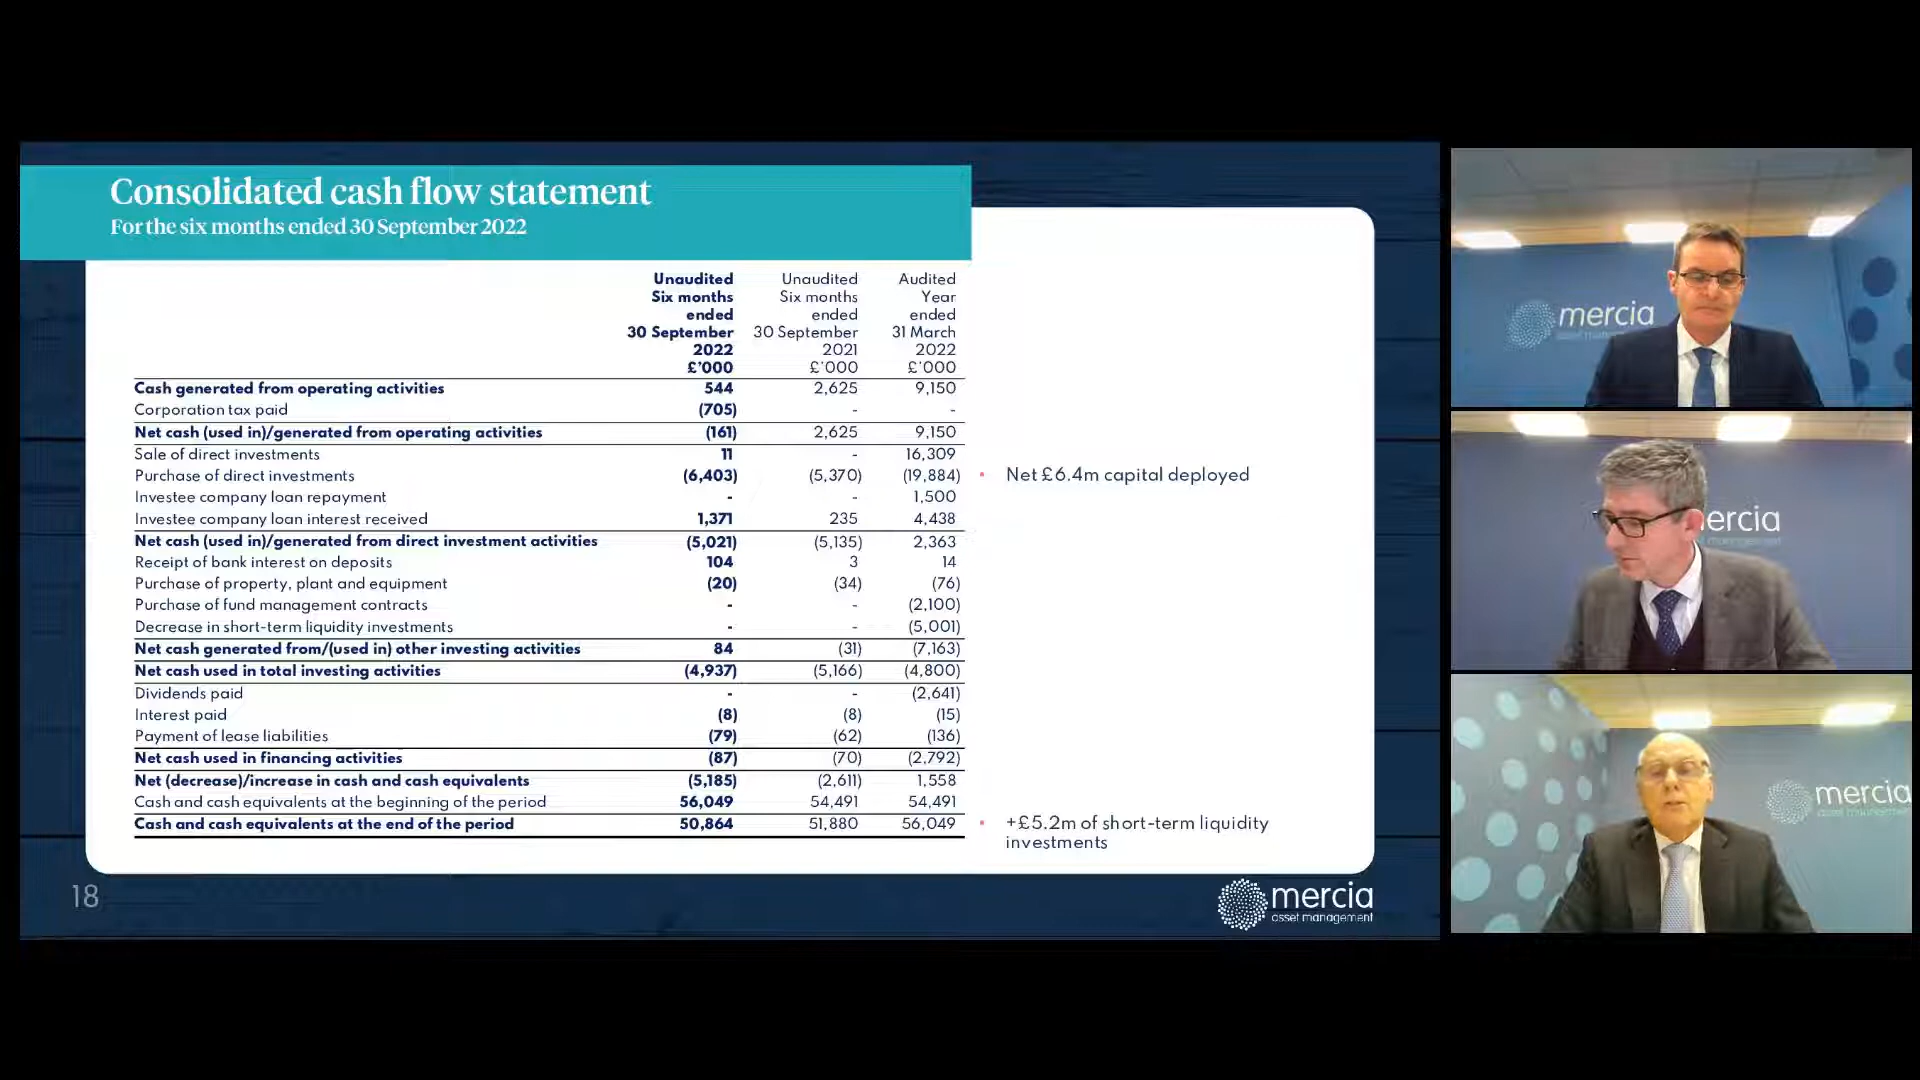 Consolidated cash flow statement
For the six months ended 30 September 2022
Unaudited Unaudited Audited
Six months Six months Year
ended ended ended
30 September 30 September 31 March
2022 2021 2022
£'000 £'000 £'000
Cash generated from operating activities 544 2,625 9,150
Corporation tax paid (705) - -
Net cash (used in)/generated from operating activities (161) 2,625 9,150
Sale of direct investments 11 - 16,309
Purchase of direct investments (6,403) (5,370) (19,884) • Net £6.4m capital deployed
Investee company loan repayment - - 1,500
Investee company loan interest received 1,371 235 4,438
Net cash (used in)/generated from direct investment activities (5,021) (5,135) 2,363
Receipt of bank interest on deposits 104 3 14
Purchase of property, plant and equipment (20) (34) (76)
Purchase of fund management contracts - - (2,100)
Decrease in short-term liquidity investments - - (5,001)
Net cash generated from/(used in) other investing activities 84 (31) (7,163)
Net cash used in total investing activities (4,937) (5,166) (4,800)
Dividends paid - - (2,641)
Interest paid (8) (8) (15)
Payment of lease liabilities (79) (62) (136)
Net cash used in financing activities (87) (70) (2,792)
Net (decrease)/increase in cash and cash equivalents (5,185) (2,611) 1,558
Cash and cash equivalents at the beginning of the period 56,049 54,491 54,491
Cash and cash equivalents at the end of the period 50,864 51,880 56,049 • +£5.2m of short-term liquidity
investments
18
mercia
asset management
mercia
ercia
mercia